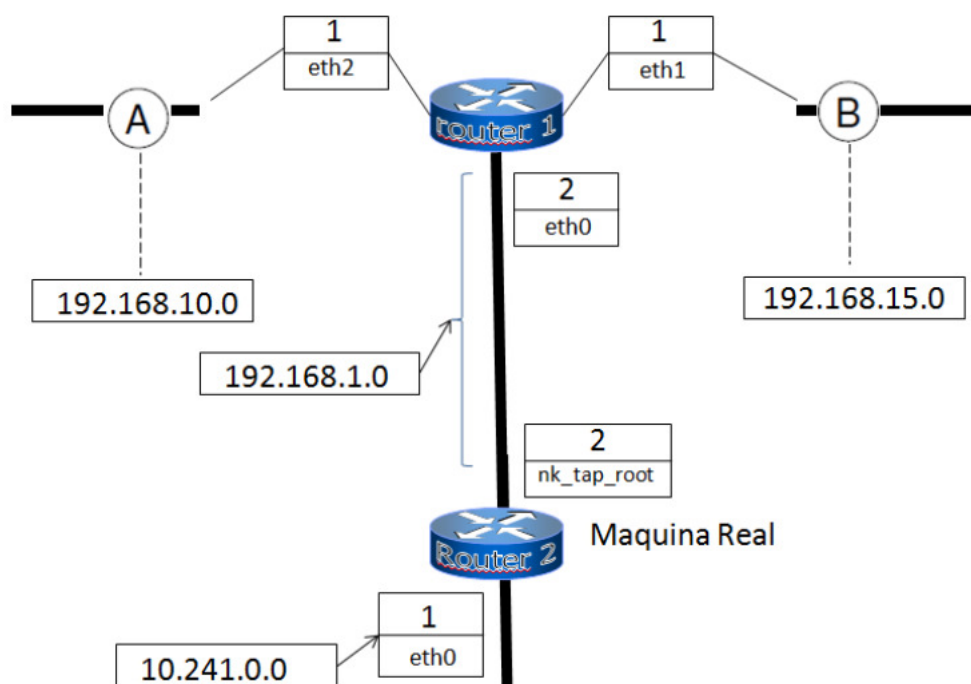 1
eth2
1
eth1
A
router 1
B
2
eth0
192.168.10.0
192.168.15.0
192.168.1.0
2
nk_tap_root
Router 2
Maquina Real
1
eth0
10.241.0.0